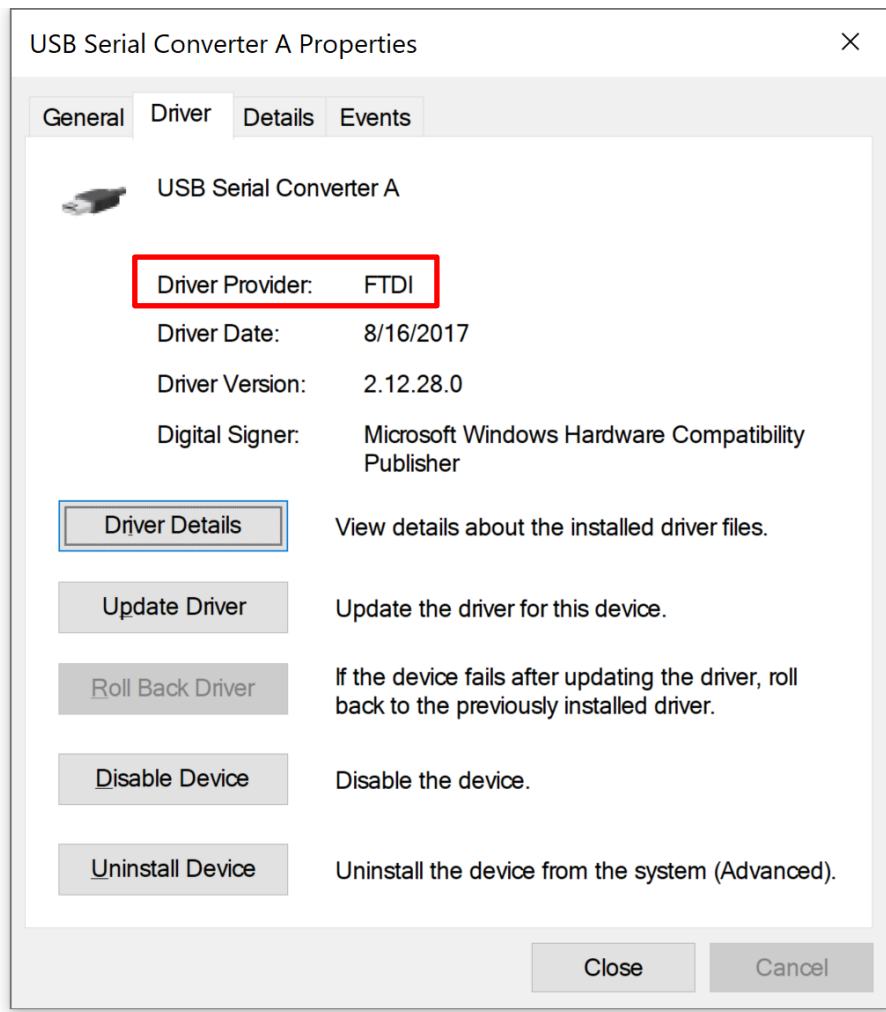 USB Serial Converter A Properties
General Driver Details Events
USB Serial Converter A
Driver Provider: FTDI
Driver Date: 8/16/2017
Driver Version: 2.12.28.0
Digital Signer: Microsoft Windows Hardware Compatibility
Publisher
Driver Details View details about the installed driver files.
Update Driver Update the driver for this device.
Roll Back Driver If the device fails after updating the driver, roll
back to the previously installed driver.
Disable Device Disable the device.
Uninstall Device Uninstall the device from the system (Advanced).
Close Cancel